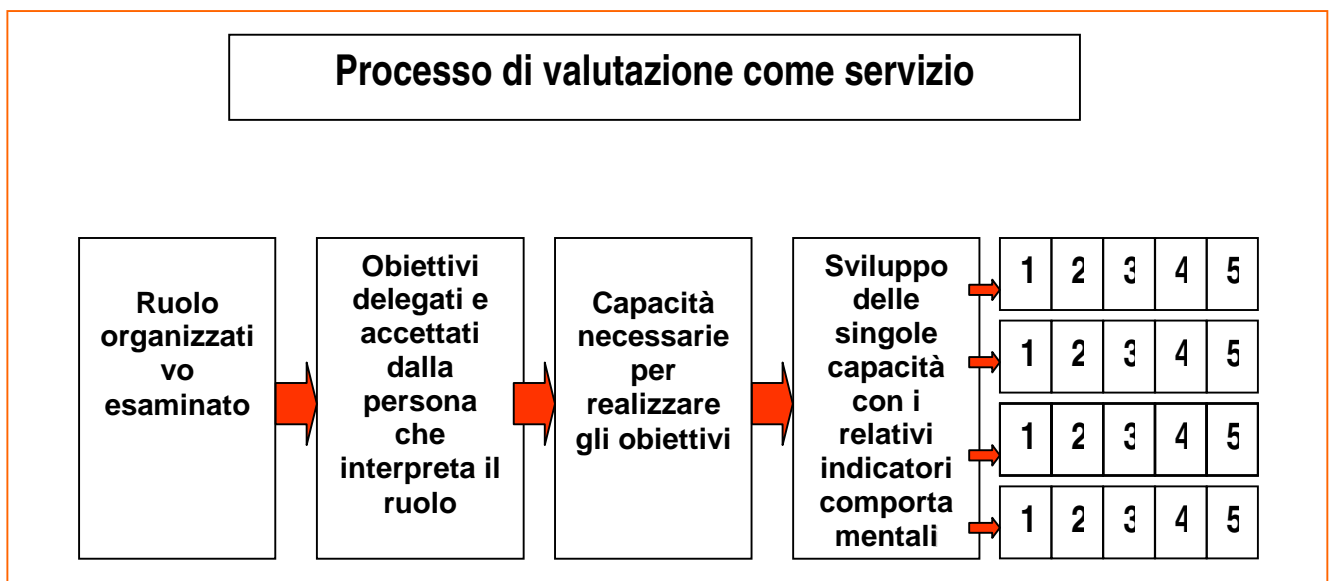 Processo di valutazione come servizio
Ruolo
organizzati
vo
esaminato
Obiettivi
delegati e
accettati
dalla
persona
che
interpreta il
ruolo
Capacità
necessarie
per
realizzare
gli obiettivi
Sviluppo
delle
singole
capacità
con i
relativi
indicatori
comporta
mentali
1 2 3 4 5
1 2 3 4 5
1 2 3 4 5
1 2 3 4 5